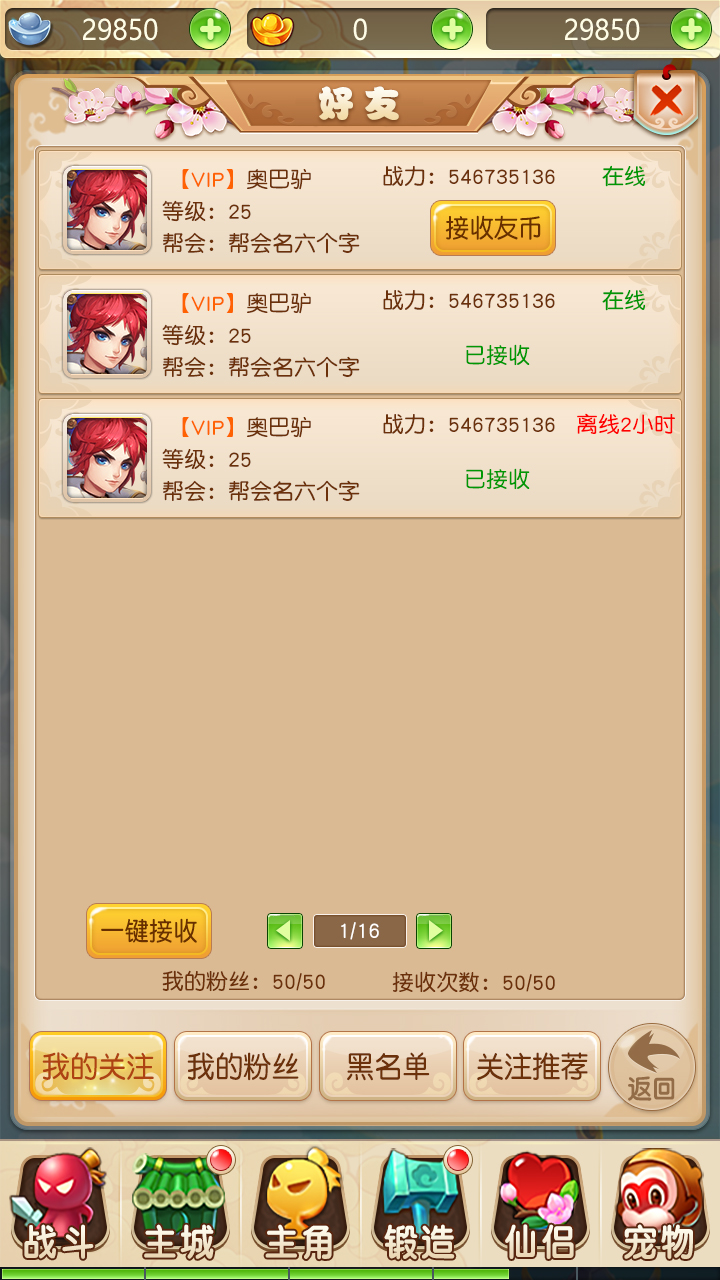 29850 0 29850
好友
【VIP】奥巴驴 战力：546735136 在线
等级：25
接收友币
帮会：帮会名六个字
【VIP】奥巴驴 战力：546735136 在线
等级：25
已接收
帮会：帮会名六个字
【VIP】奥巴驴 战力：546735136 离线2小时
等级：25
已接收
帮会：帮会名六个字
一键接收 1/16
我的粉丝：50/50 接收次数：50/50
我的关注 我的粉丝 黑名单 关注推荐 返回
战斗 主城 主角 锻造 仙侣 宠物